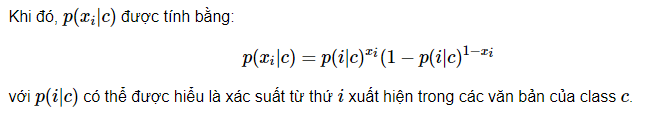 Khi đó, p(x_i|c) được tính bằng:
p(x_i|c) = p(i|c)^{x_i}(1 − p(i|c)^{1−x_i}
với p(i|c) có thể được hiểu là xác suất từ thứ i xuất hiện trong các văn bản của class c.